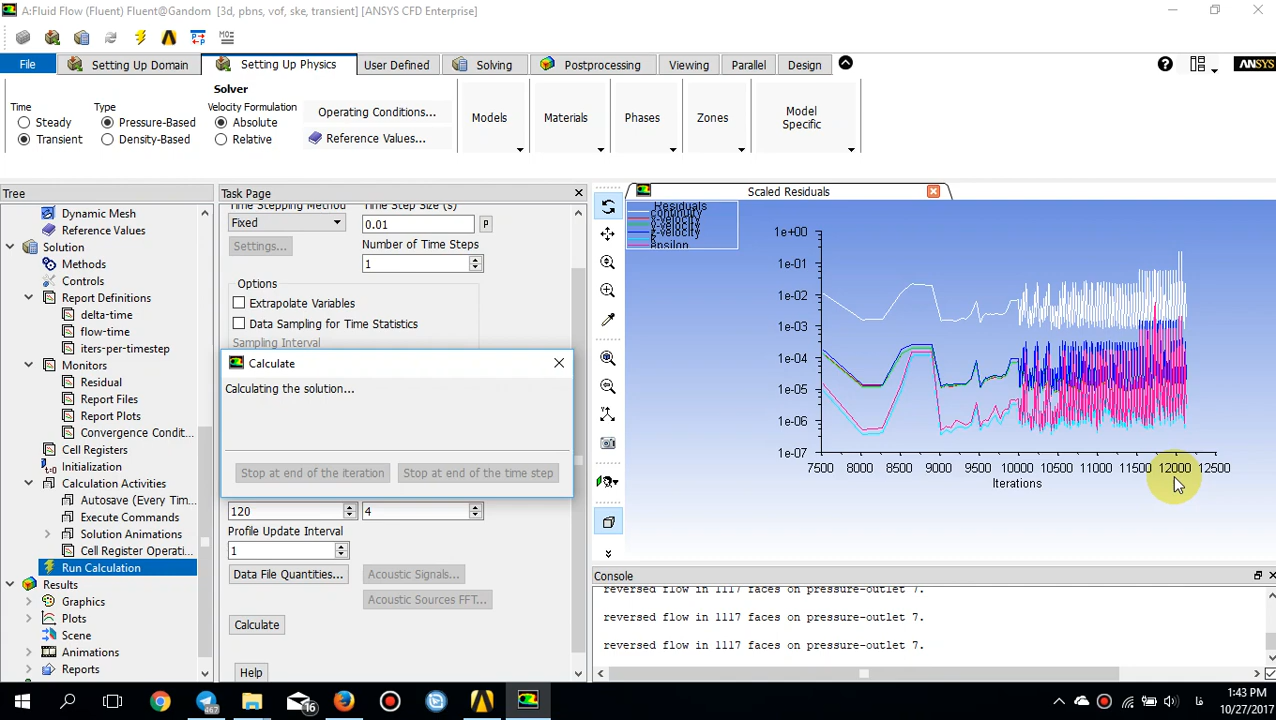 A:Fluid Flow (Fluent) Fluent@Gandom [3d, pbns, vof, ske, transient] [ANSYS CFD Enterprise]
File
Setting Up Domain
Setting Up Physics
User Defined
Solving
Postprocessing
Viewing
Parallel
Design
ANSYS
Solver
Time
Type
Velocity Formulation
Steady
Pressure-Based
Absolute
Transient
Density-Based
Relative
Operating Conditions...
Reference Values...
Models
Materials
Phases
Zones
Model
Specific
Tree
Dynamic Mesh
Reference Values
Solution
Methods
Controls
Report Definitions
delta-time
flow-time
iters-per-timestep
Monitors
Residual
Report Files
Report Plots
Convergence Condit...
Cell Registers
Initialization
Calculation Activities
Autosave (Every Tim...
Execute Commands
Solution Animations
Cell Register Operati...
Run Calculation
Results
Graphics
Plots
Scene
Animations
Reports
Task Page
Time Stepping Method
Time Step Size (s)
Fixed
0.01
P
Settings...
Number of Time Steps
1
Options
Extrapolate Variables
Data Sampling for Time Statistics
Sampling Interval
Calculate
Calculating the solution...
Stop at end of the iteration
Stop at end of the time step
120
4
Profile Update Interval
1
Data File Quantities...
Acoustic Signals...
Acoustic Sources FFT...
Calculate
Help
Scaled Residuals
Residuals
continuity
x-velocity
y-velocity
z-velocity
k
epsilon
1e+00
1e-01
1e-02
1e-03
1e-04
1e-05
1e-06
1e-07
7500 8000 8500 9000 9500 10000 10500 11000 11500 12000 12500
Iterations
Console
reversed flow in 1117 faces on pressure-outlet 7.
reversed flow in 1117 faces on pressure-outlet 7.
reversed flow in 1117 faces on pressure-outlet 7.
467
16
فا
:43 PM
10/27/2017